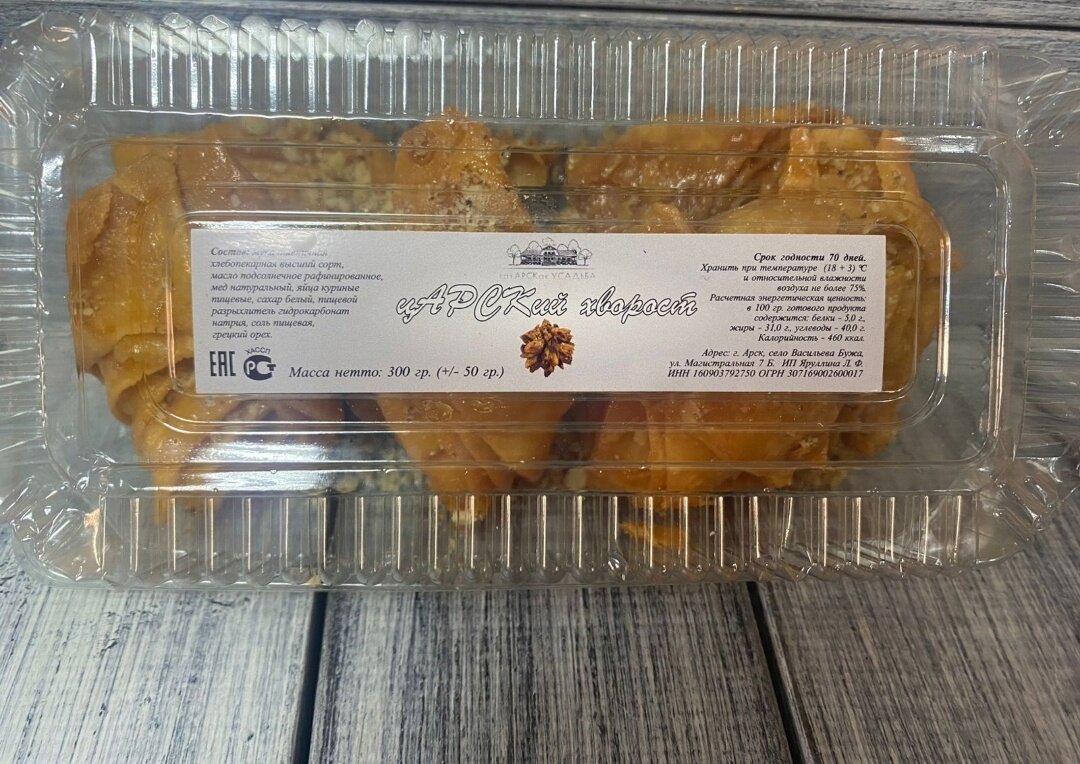 Состав: мука пшеничная
хлебопекарная высший сорт,
масло подсолнечное рафинированное,
мед натуральный, яйца куриные
пищевые, сахар белый, пищевой
разрыхлитель гидрокарбонат
натрия, соль пищевая,
грецкий орех.
ЕАС
ХАССП
РСТ
Масса нетто: 300 гр. (+/- 50 гр.)
УСАДЬБА
цАРСКий хворост
Срок годности 70 дней.
Хранить при температуре (18 + 3) °С
и относительной влажности
воздуха не более 75%.
Расчетная энергетическая ценность:
в 100 гр. готового продукта
содержится: белки - 5,0 г.,
жиры - 31,0 г., углеводы - 40,0 г.
Калорийность - 460 ккал.
Адрес: г. Арск, село Васильева Бужа,
ул. Магистральная 7 Б. ИП Яруллина Л. Ф.
ИНН 160903792750 ОГРН 307169002600017